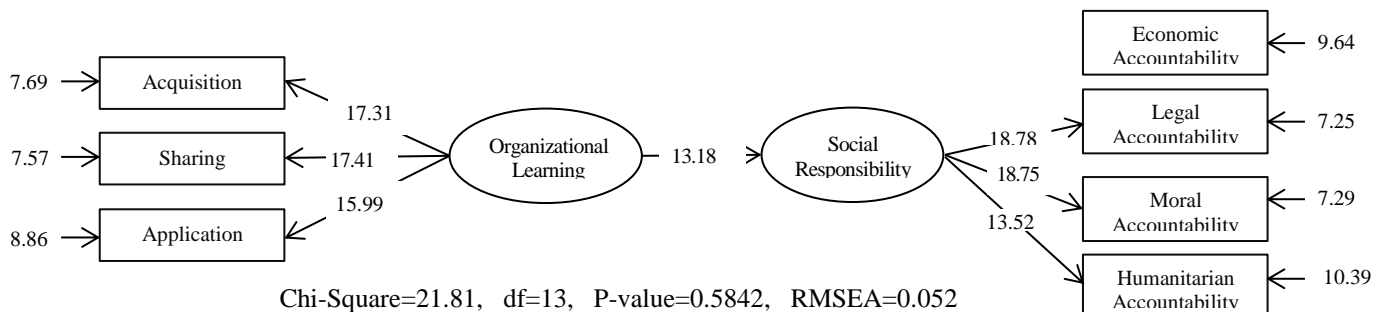 Economic
Accountability
9.64
7.69
Acquisition
17.31
Legal
Accountability
7.25
18.78
7.57
Sharing
17.41
Organizational
Learning
13.18
Social
Responsibility
18.75
Moral
Accountability
7.29
15.99
13.52
8.86
Application
Humanitarian
Accountability
10.39
Chi-Square=21.81, df=13, P-value=0.5842, RMSEA=0.052